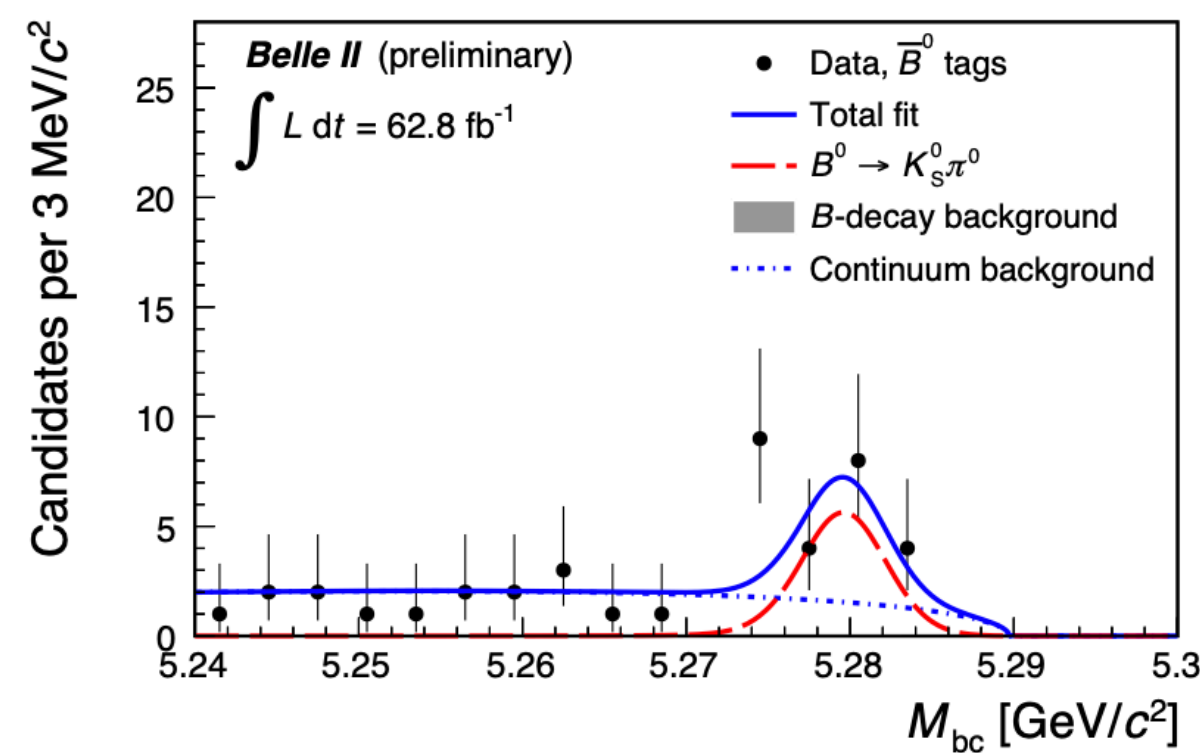 Belle II (preliminary)
∫ L dt = 62.8 fb⁻¹
Data, B̅⁰ tags
Total fit
B⁰ → K⁰_S π⁰
B-decay background
Continuum background
Candidates per 3 MeV/c²
25
20
15
10
5
0
5.24 5.25 5.26 5.27 5.28 5.29 5.3
M_bc [GeV/c²]